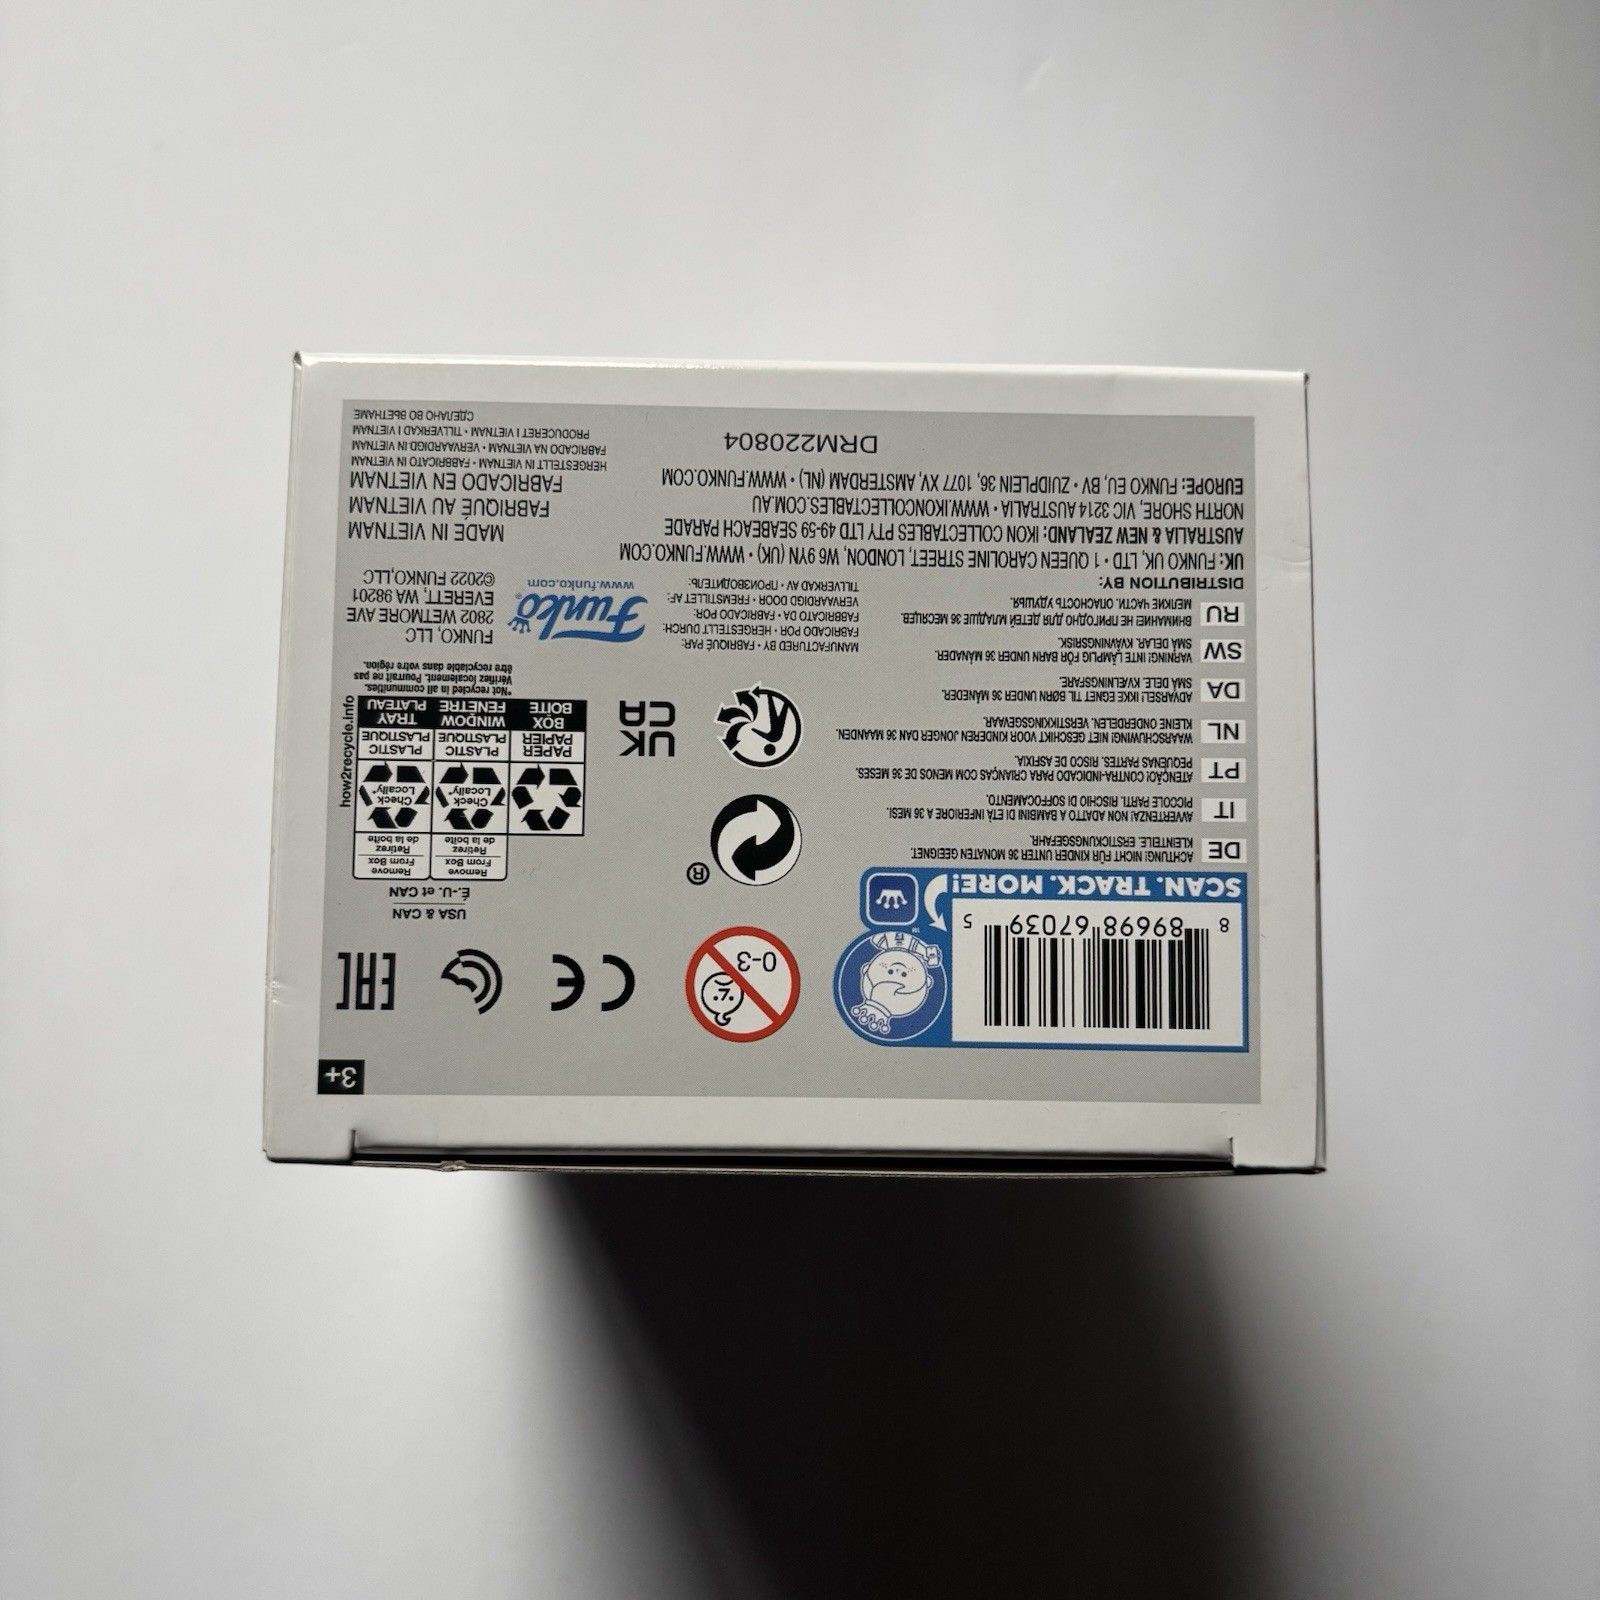 3+
8 89698 67039 5
SCAN. TRACK. MORE!
TM
0-3
CE
EAC
USA & CAN
É.-U. et CAN
Remove
From Box
Retirez
de la boîte
Remove
From Box
Retirez
de la boîte
Check
Locally*
Check
Locally*
PAPER
PAPIER
PLASTIC
PLASTIQUE
PLASTIC
PLASTIQUE
BOX
BOÎTE
WINDOW
FENÊTRE
TRAY
PLATEAU
how2recycle.info
*Not recycled in all communities.
Vérifiez localement. Pourrait ne pas
être recyclable dans votre région.
®
UK
CA
DE
ACHTUNG! NICHT FÜR KINDER UNTER 36 MONATEN GEEIGNET.
KLEINTEILE. ERSTICKUNGSGEFAHR.
IT
AVVERTENZA! NON ADATTO A BAMBINI DI ETÀ INFERIORE A 36 MESI.
PICCOLE PARTI. RISCHIO DI SOFFOCAMENTO.
PT
ATENÇÃO! CONTRA-INDICADO PARA CRIANÇAS COM MENOS DE 36 MESES.
PEQUENAS PARTES. RISCO DE ASFIXIA.
NL
WAARSCHUWING! NIET GESCHIKT VOOR KINDEREN JONGER DAN 36 MAANDEN.
KLEINE ONDERDELEN. VERSTIKKINGSGEVAAR.
DA
ADVARSEL! IKKE EGNET TIL BØRN UNDER 36 MÅNEDER.
SMÅ DELE. KVÆLNINGSFARE.
SW
VARNING! INTE LÄMPLIG FÖR BARN UNDER 36 MÅNADER.
SMÅ DELAR. KVÄVNINGSRISK.
RU
ВНИМАНИЕ! НЕ ПРИГОДНО ДЛЯ ДЕТЕЙ МЛАДШЕ 36 МЕСЯЦЕВ.
МЕЛКИЕ ЧАСТИ. ОПАСНОСТЬ УДУШЬЯ.
MANUFACTURED BY • FABRIQUÉ PAR:
FABRICADO POR • HERGESTELLT DURCH:
FABBRICATO DA • FABRICADO POR:
VERVAARDIGD DOOR • FREMSTILLET AF:
TILLVERKAD AV • ПРОИЗВОДИТЕЛЬ:
Funko®
www.funko.com
FUNKO, LLC
2802 WETMORE AVE
EVERETT, WA 98201
©2022 FUNKO,LLC
DISTRIBUTION BY:
UK: FUNKO UK, LTD • 1 QUEEN CAROLINE STREET, LONDON, W6 9YN (UK) • WWW.FUNKO.COM
AUSTRALIA & NEW ZEALAND: IKON COLLECTABLES PTY LTD 49-59 SEABEACH PARADE
NORTH SHORE, VIC 3214 AUSTRALIA • WWW.IKONCOLLECTABLES.COM.AU
EUROPE: FUNKO EU, BV • ZUIDPLEIN 36, 1077 XV, AMSTERDAM (NL) • WWW.FUNKO.COM
DRM220804
MADE IN VIETNAM
FABRIQUÉ AU VIETNAM
FABRICADO EN VIETNAM
HERGESTELLT IN VIETNAM • FABBRICATO IN VIETNAM
FABRICADO NA VIETNAM • VERVAARDIGD IN VIETNAM
PRODUCERET I VIETNAM • TILLVERKAD I VIETNAM
СДЕЛАНО ВО ВЬЕТНАМЕ